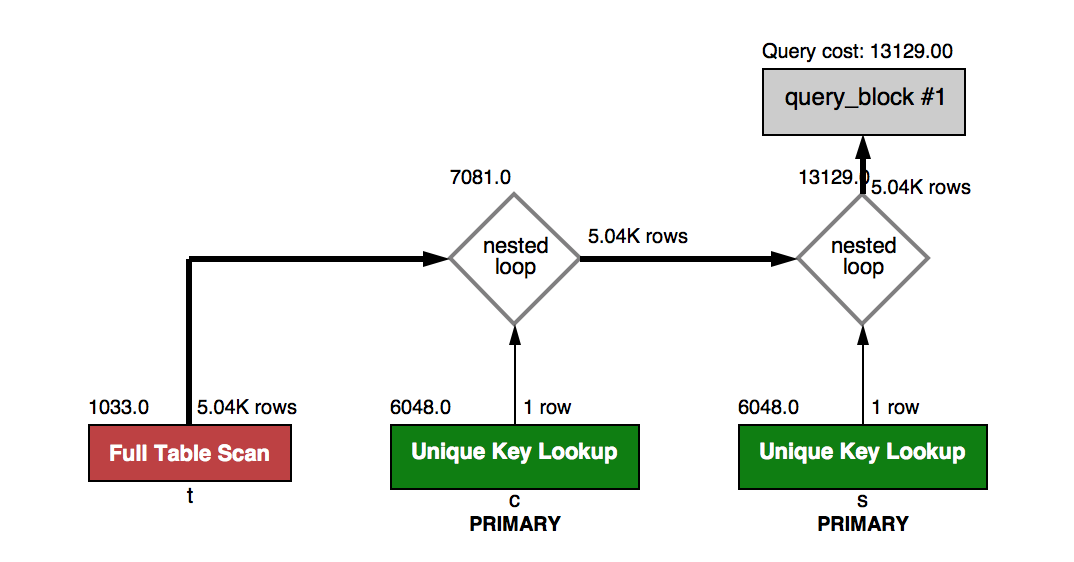 Query cost: 13129.00
query_block #1
7081.0
13129.0
5.04K rows
nested
loop
5.04K rows
nested
loop
1033.0
5.04K rows
6048.0
1 row
6048.0
1 row
Full Table Scan
Unique Key Lookup
Unique Key Lookup
t
c
s
PRIMARY
PRIMARY